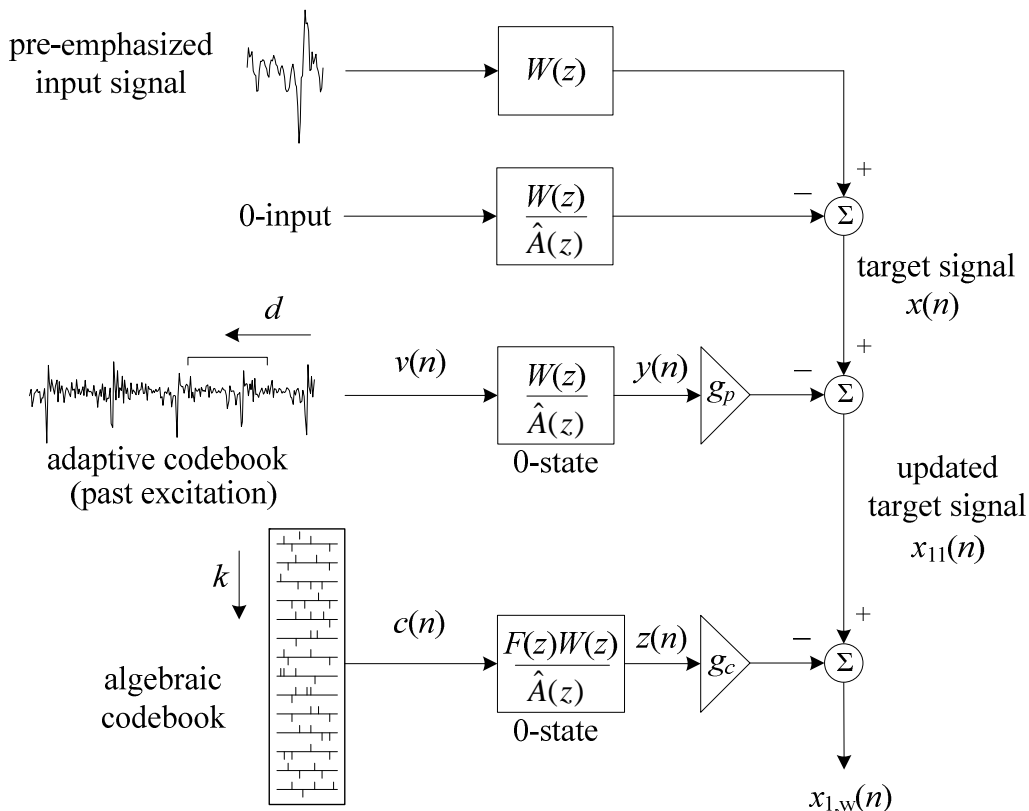 pre-emphasized
input signal
W(z)
+
−
0-input
W(z)
Â(z)
Σ
target signal
x(n)
d
+
v(n)
W(z)
Â(z)
y(n)
g_p
−
Σ
0-state
adaptive codebook
(past excitation)
updated
target signal
x_11(n)
k
+
c(n)
F(z)W(z)
Â(z)
z(n)
g_c
−
Σ
0-state
algebraic
codebook
x_1,w(n)